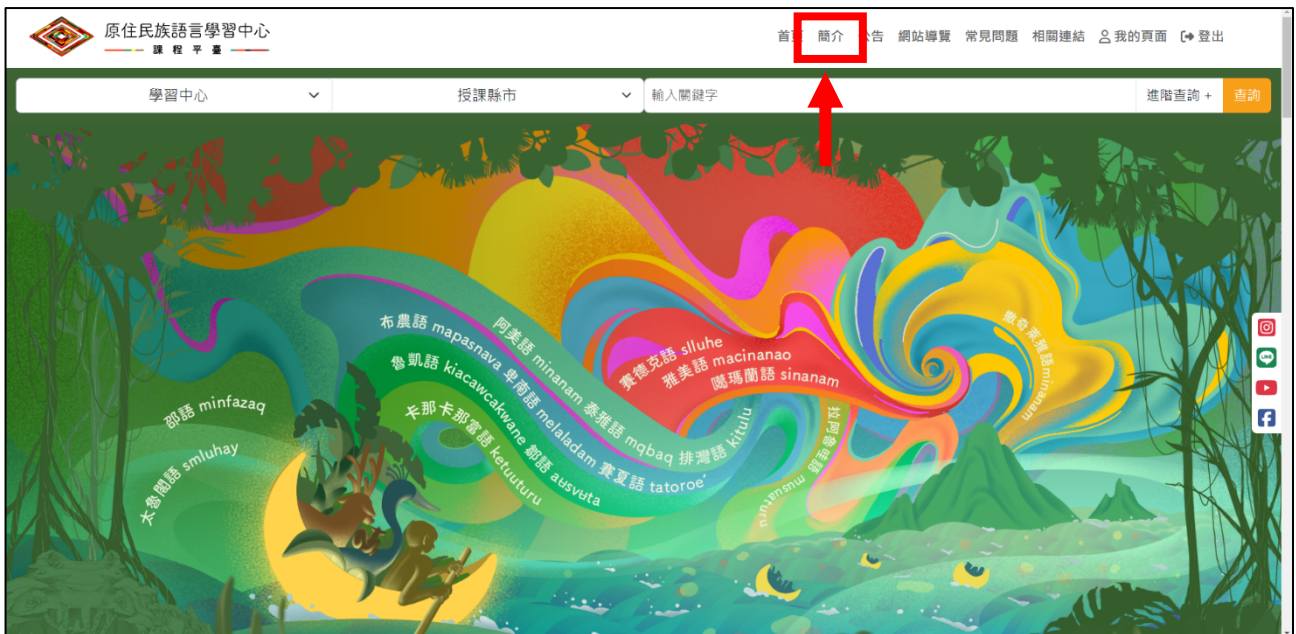 原住民族語言學習中心
課程平臺
首頁 簡介 公告 網站導覽 常見問題 相關連結 我的頁面 登出
學習中心 授課縣市 輸入關鍵字 進階查詢 + 查詢
布農語 mapasnava 卑南語 melaladam 賽夏語 tatoroe'
阿美語 minanam 泰雅語 mqbaq 排灣語 kitulu
賽德克語 slluhe
雅美語 macinanao
噶瑪蘭語 sinanam
撒奇萊雅語 minanam
魯凱語 kiacawcakwane 鄒語 aʉsvʉta
卡那卡那富語 ketuuturu
拉阿魯哇語 musuatuturu
邵語 minfazaq
太魯閣語 smluhay
LINE